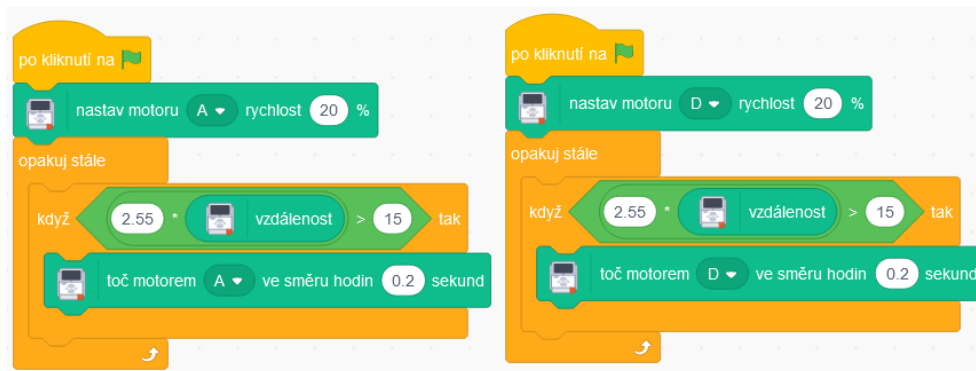 po kliknutí na
nastav motoru A rychlost 20 %
opakuj stále
když 2.55 * vzdálenost > 15 tak
toč motorem A ve směru hodin 0.2 sekund
po kliknutí na
nastav motoru D rychlost 20 %
opakuj stále
když 2.55 * vzdálenost > 15 tak
toč motorem D ve směru hodin 0.2 sekund